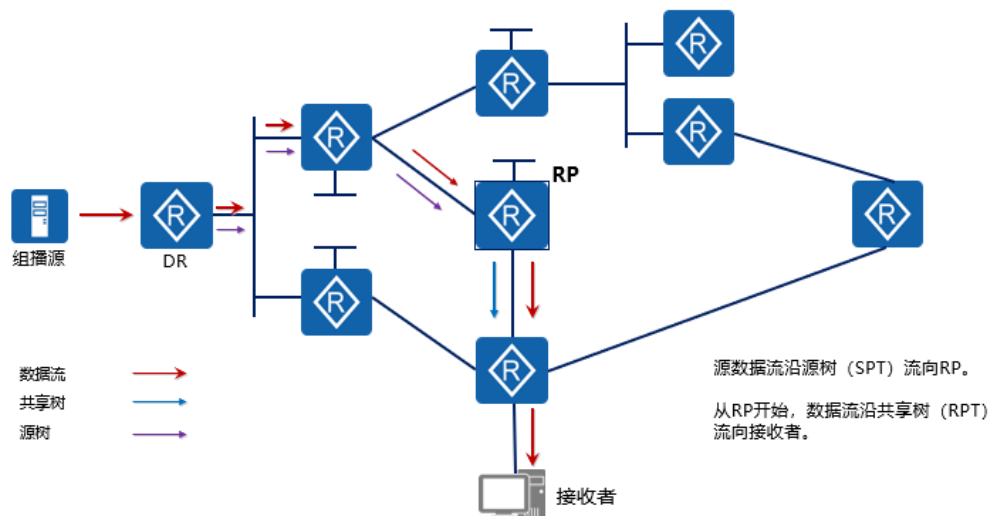 R
R
R
R
RP
R
R
R
组播源
DR
R
R
数据流
共享树
源树
源数据流沿源树（SPT）流向RP。
从RP开始，数据流沿共享树（RPT）
流向接收者。
接收者